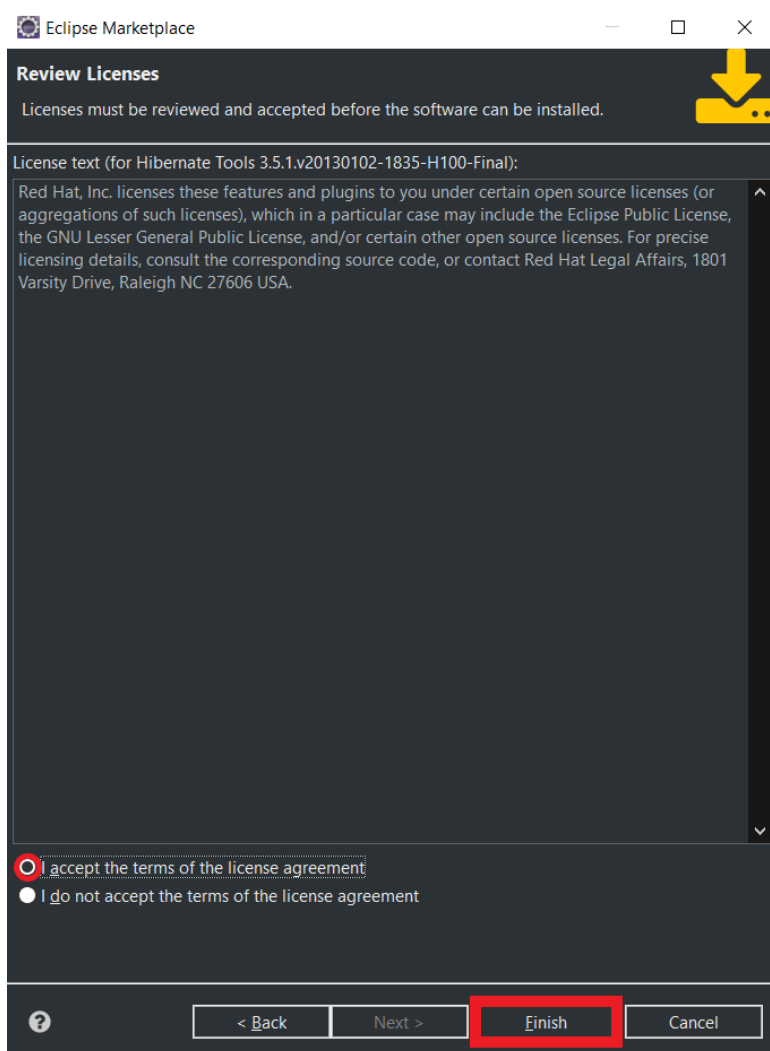 Eclipse Marketplace
Review Licenses
Licenses must be reviewed and accepted before the software can be installed.
License text (for Hibernate Tools 3.5.1.v20130102-1835-H100-Final):
Red Hat, Inc. licenses these features and plugins to you under certain open source licenses (or
aggregations of such licenses), which in a particular case may include the Eclipse Public License,
the GNU Lesser General Public License, and/or certain other open source licenses. For precise
licensing details, consult the corresponding source code, or contact Red Hat Legal Affairs, 1801
Varsity Drive, Raleigh NC 27606 USA.
I accept the terms of the license agreement
I do not accept the terms of the license agreement
? < Back Next > Finish Cancel